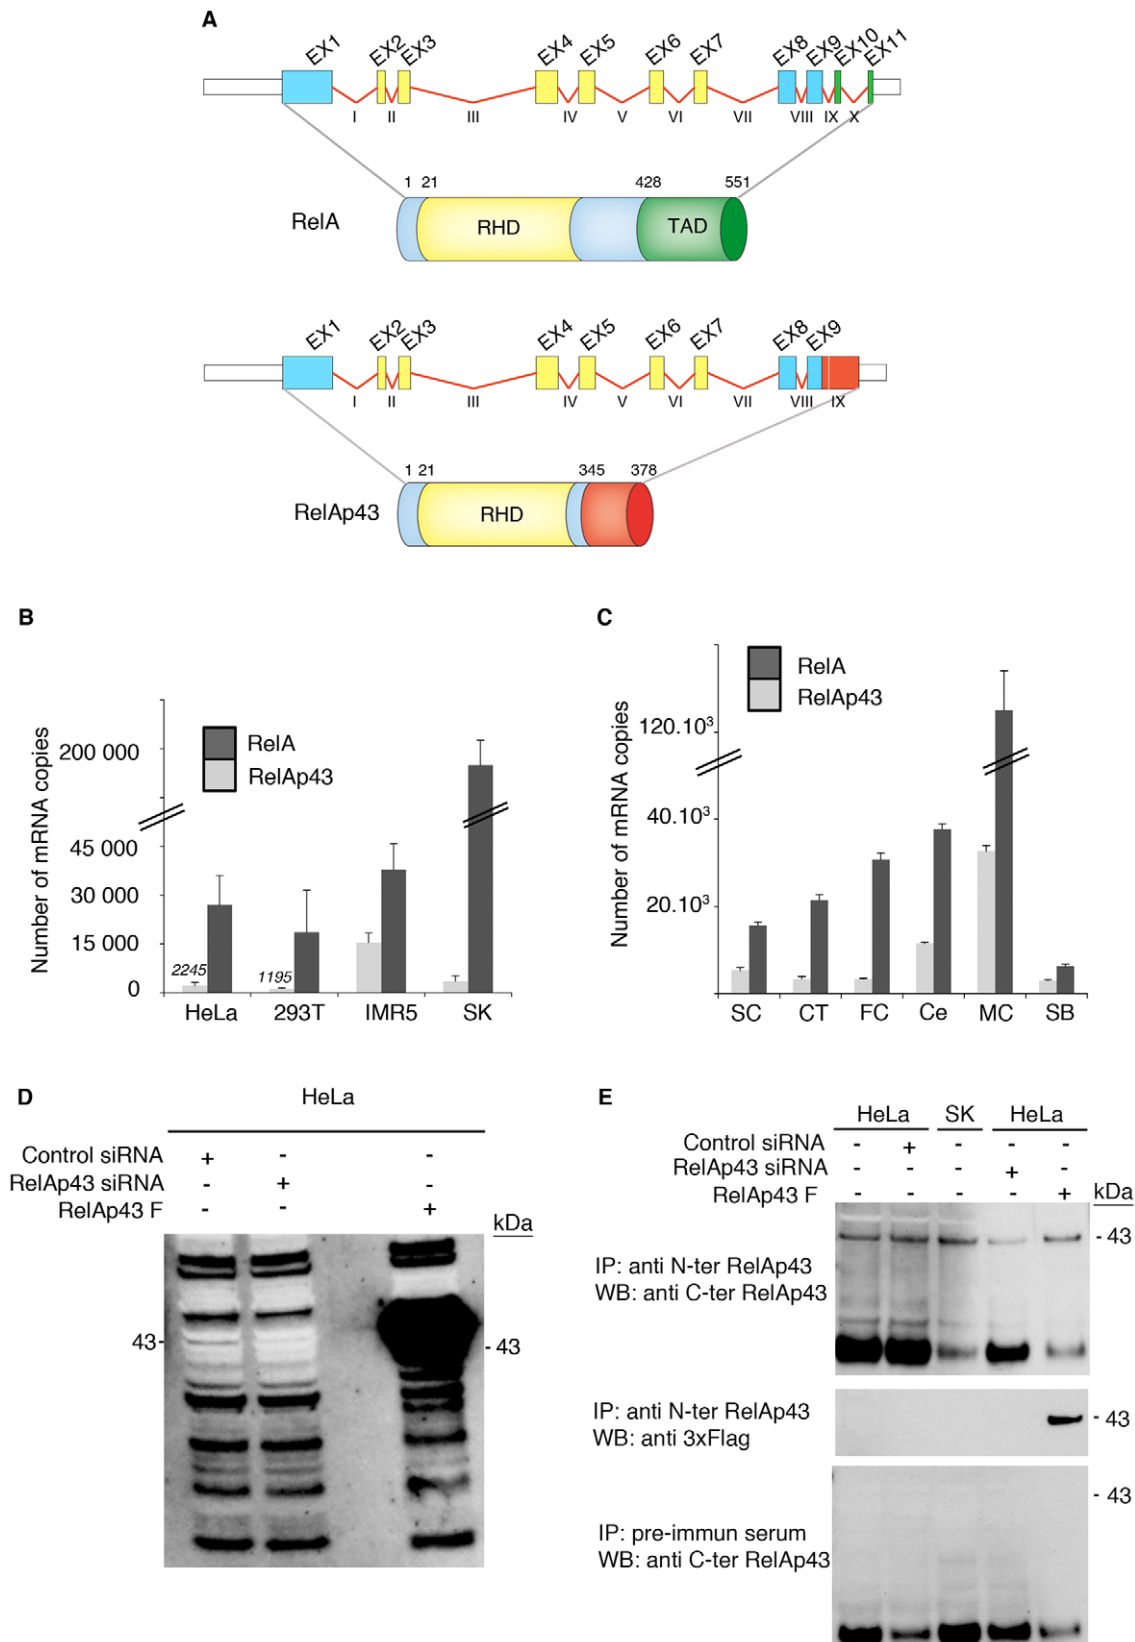 A
EX1 EX2 EX3 EX4 EX5 EX6 EX7 EX8 EX9 EX10 EX11
I II III IV V VI VII VIII IX X
1 21 428 551
RelA RHD TAD
EX1 EX2 EX3 EX4 EX5 EX6 EX7 EX8 EX9
I II III IV V VI VII VIII IX
1 21 345 378
RelAp43 RHD
B
Number of mRNA copies
200 000
45 000
30 000
15 000
0
RelA
RelAp43
2245
1195
HeLa 293T IMR5 SK
C
Number of mRNA copies
120.10³
40.10³
20.10³
RelA
RelAp43
SC CT FC Ce MC SB
D
HeLa
Control siRNA + - -
RelAp43 siRNA - + -
RelAp43 F - - +
kDa
43-
- 43
E
HeLa SK HeLa
Control siRNA - + - - -
RelAp43 siRNA - - - + -
RelAp43 F - - - - +
kDa
- 43
IP: anti N-ter RelAp43
WB: anti C-ter RelAp43
IP: anti N-ter RelAp43
WB: anti 3xFlag
- 43
- 43
IP: pre-immun serum
WB: anti C-ter RelAp43